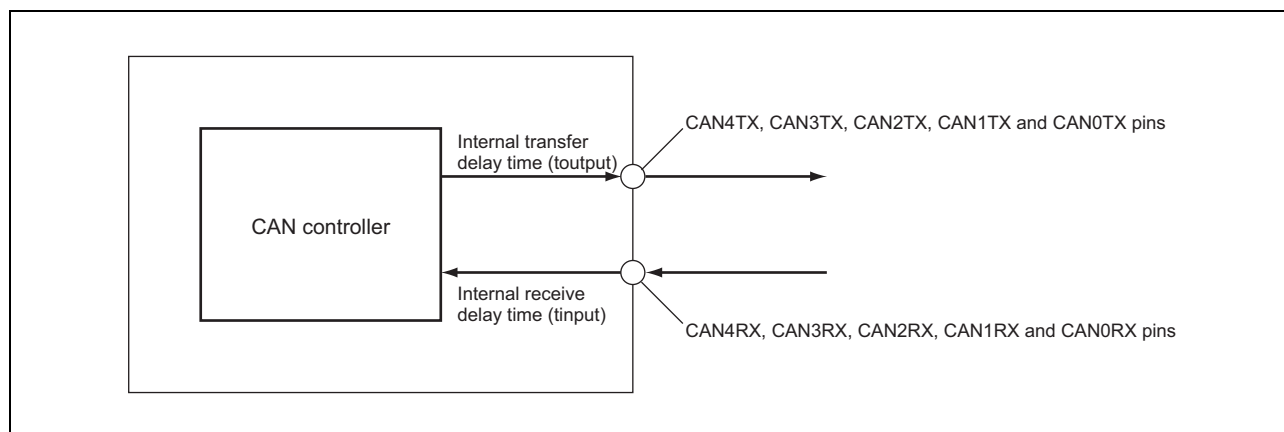 CAN4TX, CAN3TX, CAN2TX, CAN1TX and CAN0TX pins
Internal transfer
delay time (toutput)
CAN controller
Internal receive
delay time (tinput)
CAN4RX, CAN3RX, CAN2RX, CAN1RX and CAN0RX pins